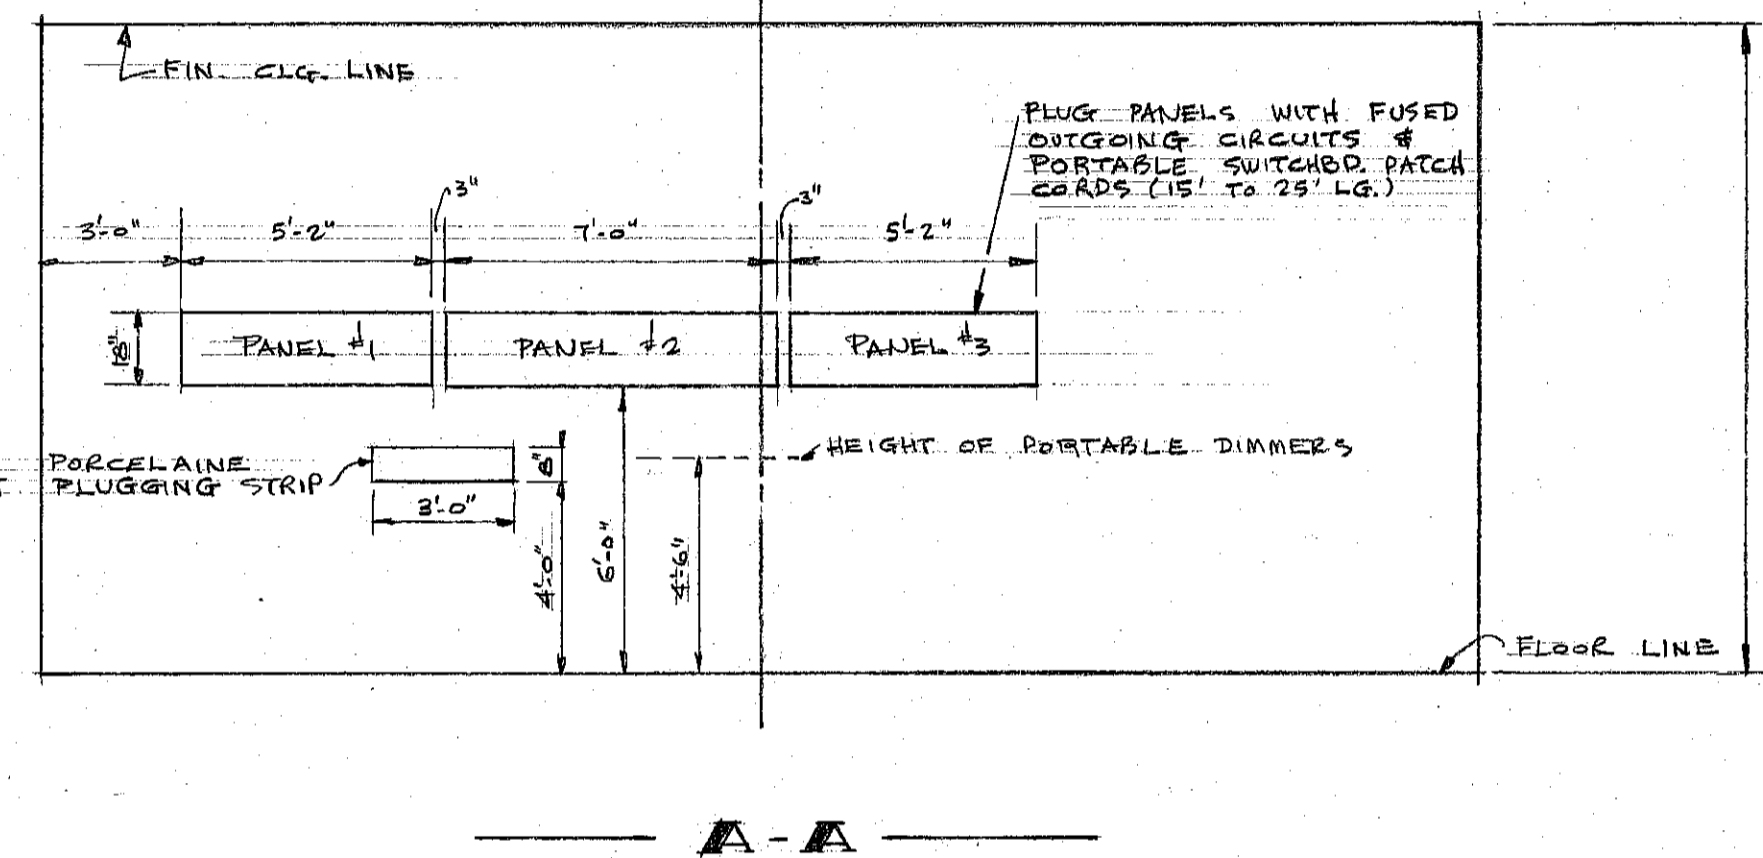 FIN. CLG. LINE
PLUG PANELS WITH FUSED
OUTGOING CIRCUITS &
PORTABLE SWITCHBD. PATCH
CORDS (15' TO 25' LG.)
3'-0" 5'-2" 3" 7'-0" 3" 5'-2"
PANEL #1 PANEL #2 PANEL #3
PORCELAINE
PLUGGING STRIP
8"
3'-0"
HEIGHT OF PORTABLE DIMMERS
4'-0" 6'-0" 4'-6"
FLOOR LINE
A-A